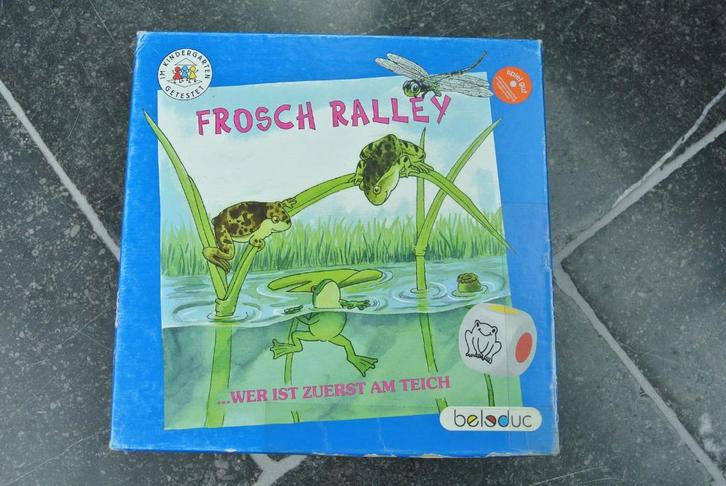 IM KINDERGARTEN
GETESTET
spiel gut
FROSCH RALLEY
...WER IST ZUERST AM TEICH
beleduc